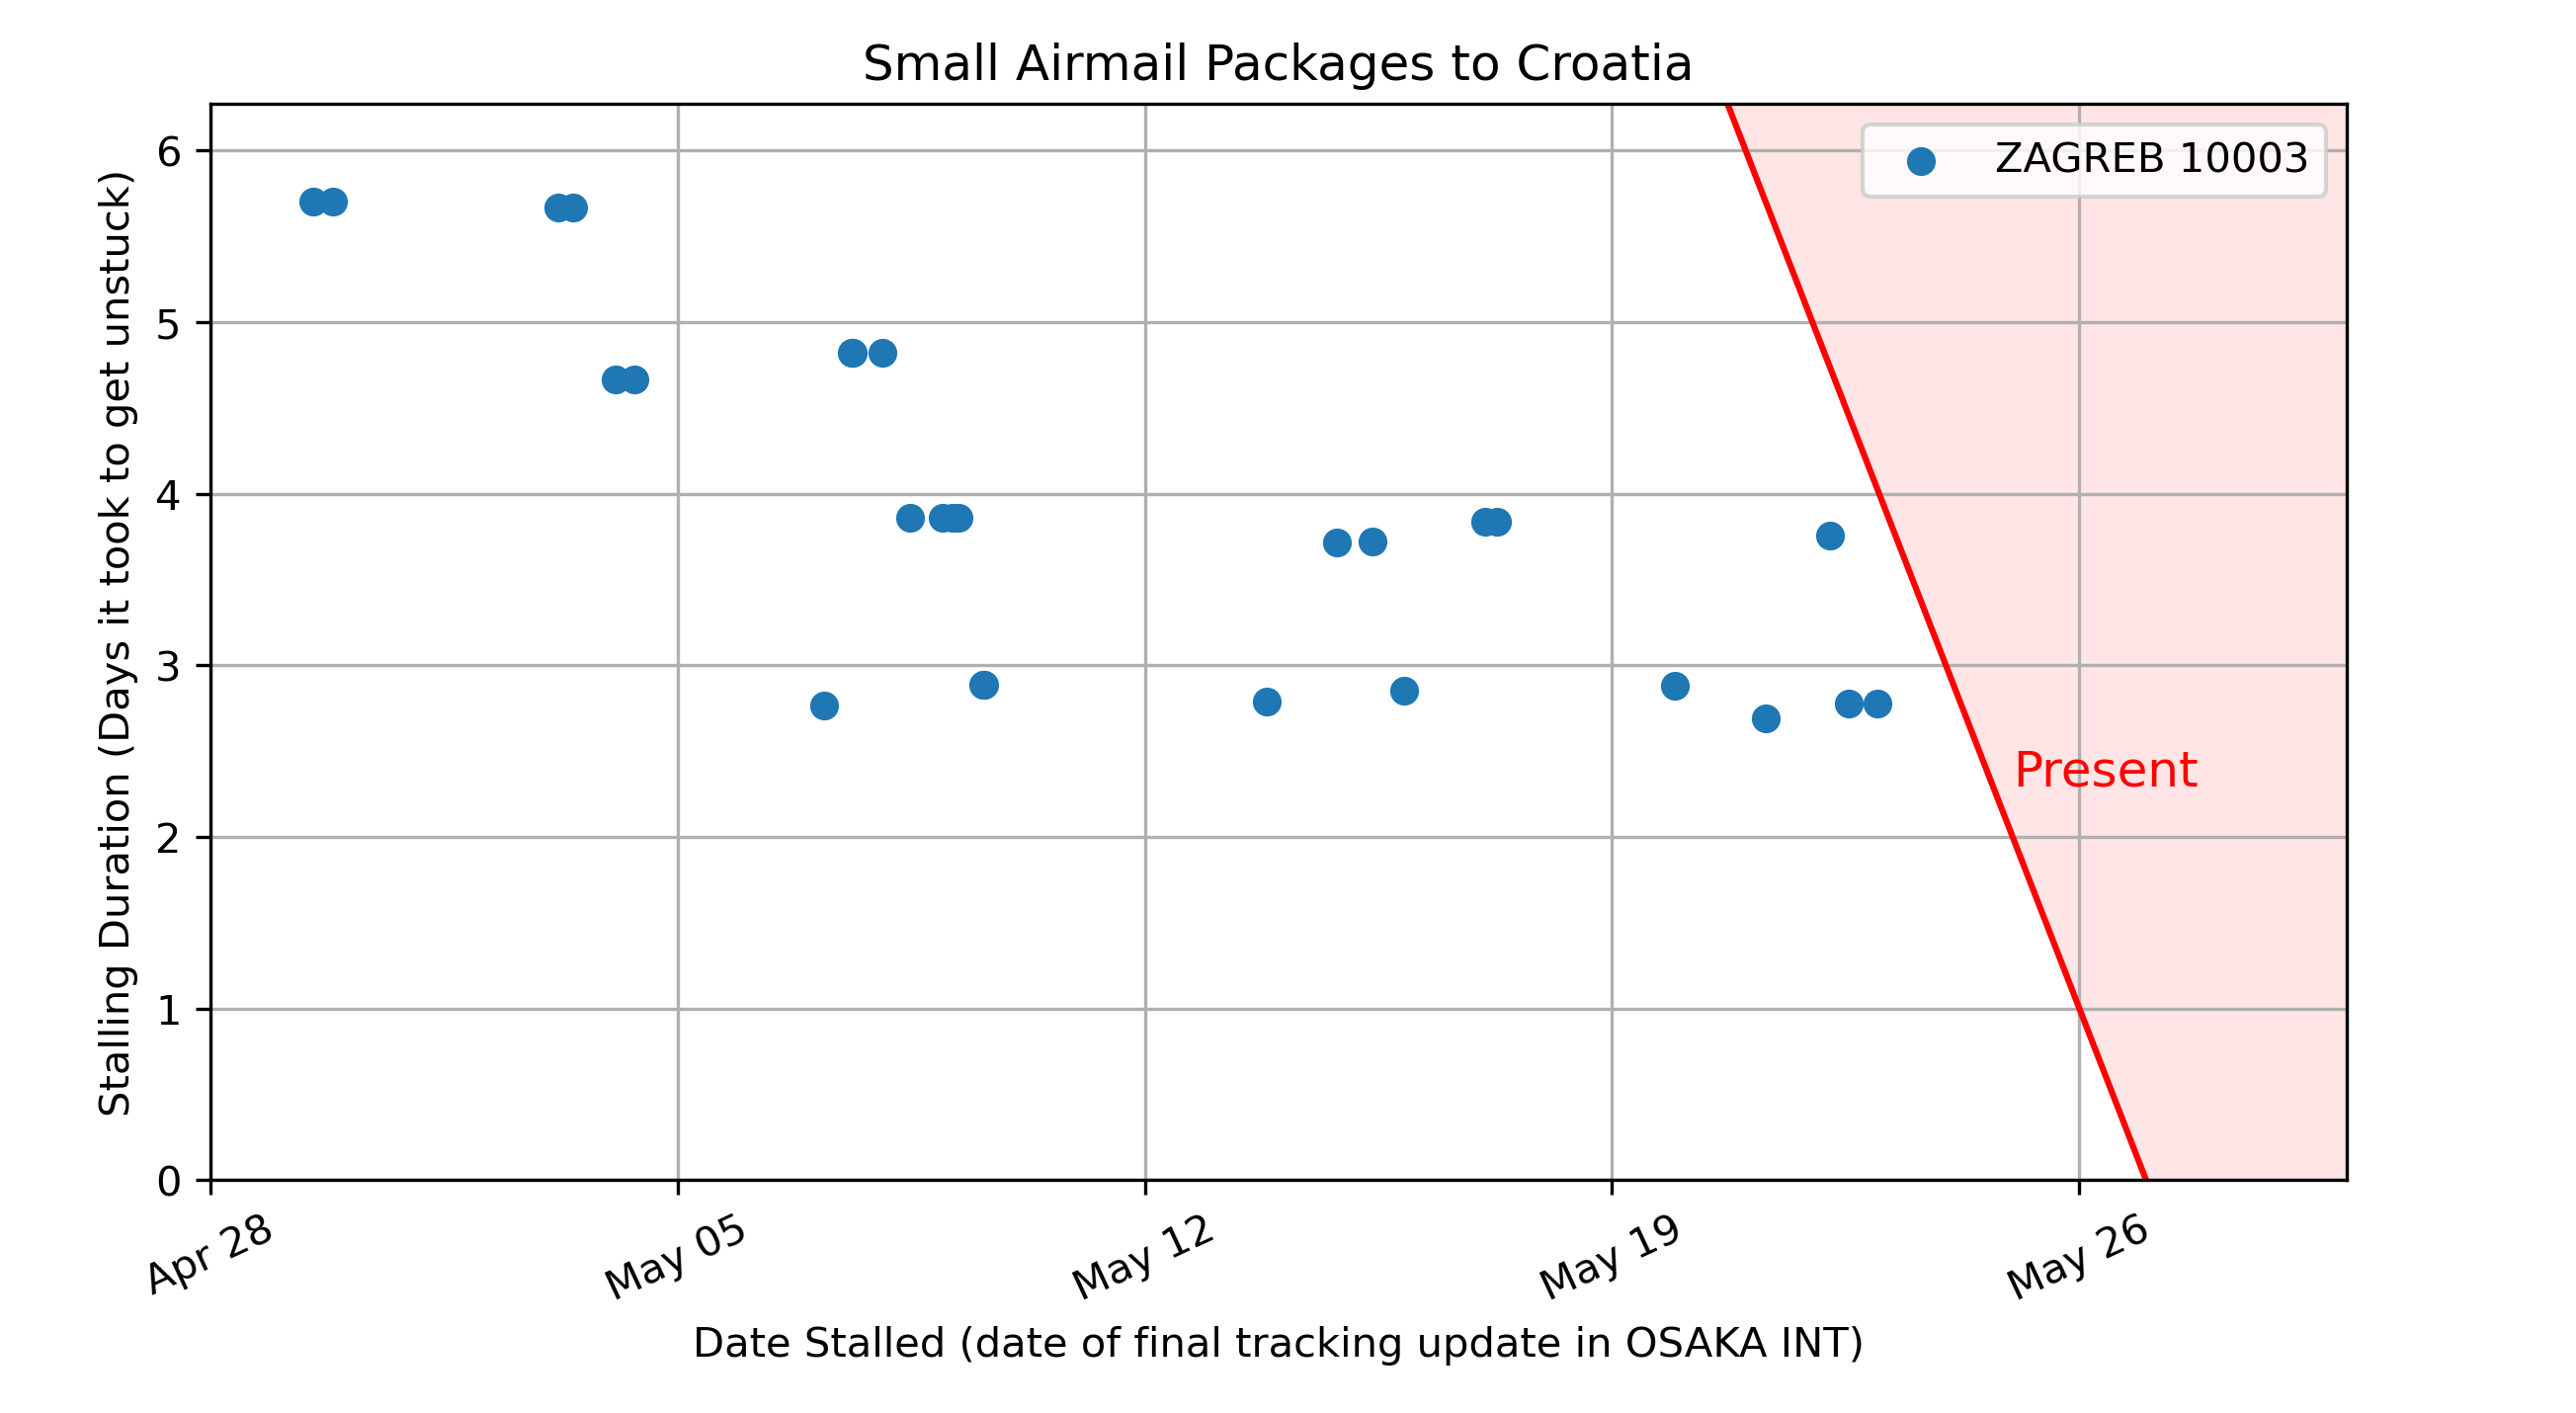 Small Airmail Packages to Croatia
ZAGREB 10003
Present
Stalling Duration (Days it took to get unstuck)
6
5
4
3
2
1
0
Apr 28
May 05
May 12
May 19
May 26
Date Stalled (date of final tracking update in OSAKA INT)